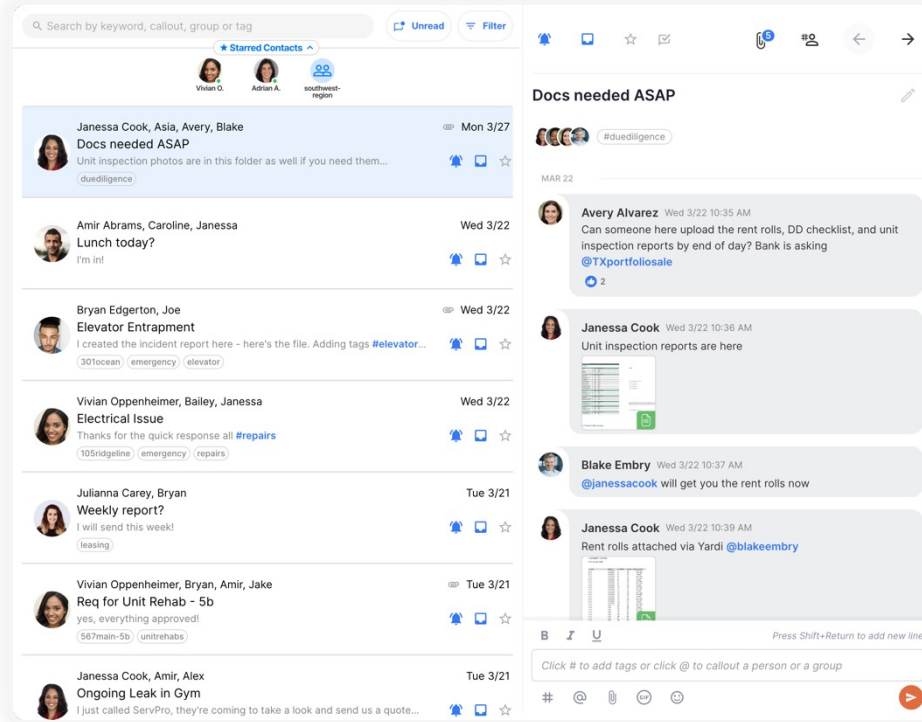 Search by keyword, callout, group or tag
Unread
Filter
Starred Contacts
Vivian O.
Adrian A.
southwest-
region
Janessa Cook, Asia, Avery, Blake
Mon 3/27
Docs needed ASAP
Unit inspection photos are in this folder as well if you need them...
duediligence
Amir Abrams, Caroline, Janessa
Wed 3/22
Lunch today?
I'm in!
Bryan Edgerton, Joe
Wed 3/22
Elevator Entrapment
I created the incident report here - here's the file. Adding tags #elevator...
301ocean
emergency
elevator
Vivian Oppenheimer, Bailey, Janessa
Wed 3/22
Electrical Issue
Thanks for the quick response all #repairs
105ridgeline
emergency
repairs
Julianna Carey, Bryan
Tue 3/21
Weekly report?
I will send this week!
leasing
Vivian Oppenheimer, Bryan, Amir, Jake
Tue 3/21
Req for Unit Rehab - 5b
yes, everything approved!
567main-5b
unitrehabs
Janessa Cook, Amir, Alex
Tue 3/21
Ongoing Leak in Gym
I just called ServPro, they're coming to take a look and send us a quote...
5
#
Docs needed ASAP
#duediligence
MAR 22
Avery Alvarez Wed 3/22 10:35 AM
Can someone here upload the rent rolls, DD checklist, and unit
inspection reports by end of day? Bank is asking
@TXportfoliosale
2
Janessa Cook Wed 3/22 10:36 AM
Unit inspection reports are here
Blake Embry Wed 3/22 10:37 AM
@janessacook will get you the rent rolls now
Janessa Cook Wed 3/22 10:39 AM
Rent rolls attached via Yardi @blakeembry
B I U
Press Shift+Return to add new line
Click # to add tags or click @ to callout a person or a group
# @ GIF